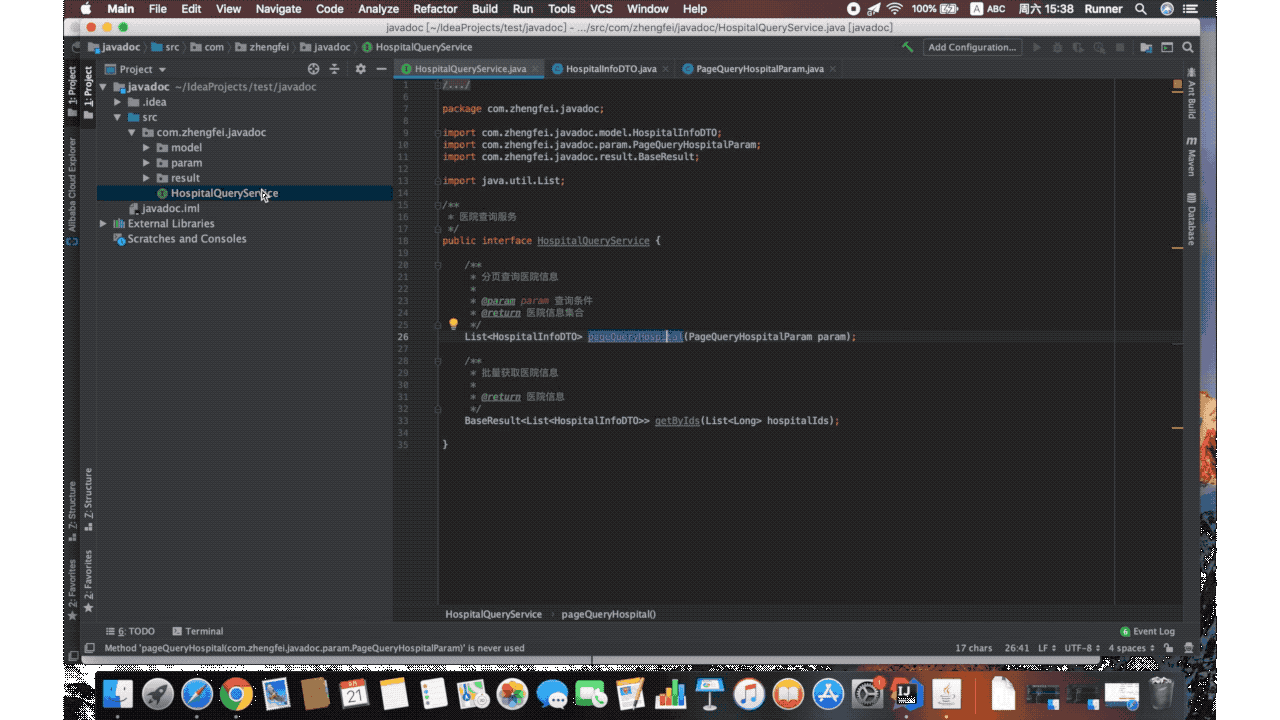 Main File Edit View Navigate Code Analyze Refactor Build Run Tools VCS Window Help 100% A ABC 周六 15:38 Runner
javadoc [~/IdeaProjects/test/javadoc] - .../src/com/zhengfei/javadoc/HospitalQueryService.java [javadoc]
javadoc src com zhengfei javadoc HospitalQueryService Add Configuration...
Project HospitalQueryService.java HospitalInfoDTO.java PageQueryHospitalParam.java
1: Project
1: Project
Alibaba Cloud Explorer
7: Structure
Z: Structure
2: Favorites
2: Favorites
javadoc ~/IdeaProjects/test/javadoc
.idea
src
com.zhengfei.javadoc
model
param
result
HospitalQueryService
javadoc.iml
External Libraries
Scratches and Consoles
1 /.../
6
7 package com.zhengfei.javadoc;
8
9 import com.zhengfei.javadoc.model.HospitalInfoDTO;
10 import com.zhengfei.javadoc.param.PageQueryHospitalParam;
11 import com.zhengfei.javadoc.result.BaseResult;
12
13 import java.util.List;
14
15 /**
16 * 医院查询服务
17 */
18 public interface HospitalQueryService {
19
20 /**
21 * 分页查询医院信息
22 *
23 * @param param 查询条件
24 * @return 医院信息集合
25 */
26 List<HospitalInfoDTO> pageQueryHospital(PageQueryHospitalParam param);
27
28 /**
29 * 批量获取医院信息
30 *
31 * @return 医院信息
32 */
33 BaseResult<List<HospitalInfoDTO>> getByIds(List<Long> hospitalIds);
34
35 }
Ant Build
m Maven
Database
HospitalQueryService › pageQueryHospital()
6: TODO Terminal 6 Event Log
Method 'pageQueryHospital(com.zhengfei.javadoc.param.PageQueryHospitalParam)' is never used 17 chars 26:41 LF UTF-8 4 spaces
21
1
IJ